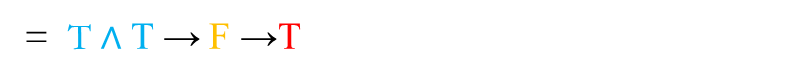 = T ∧ T → F → T